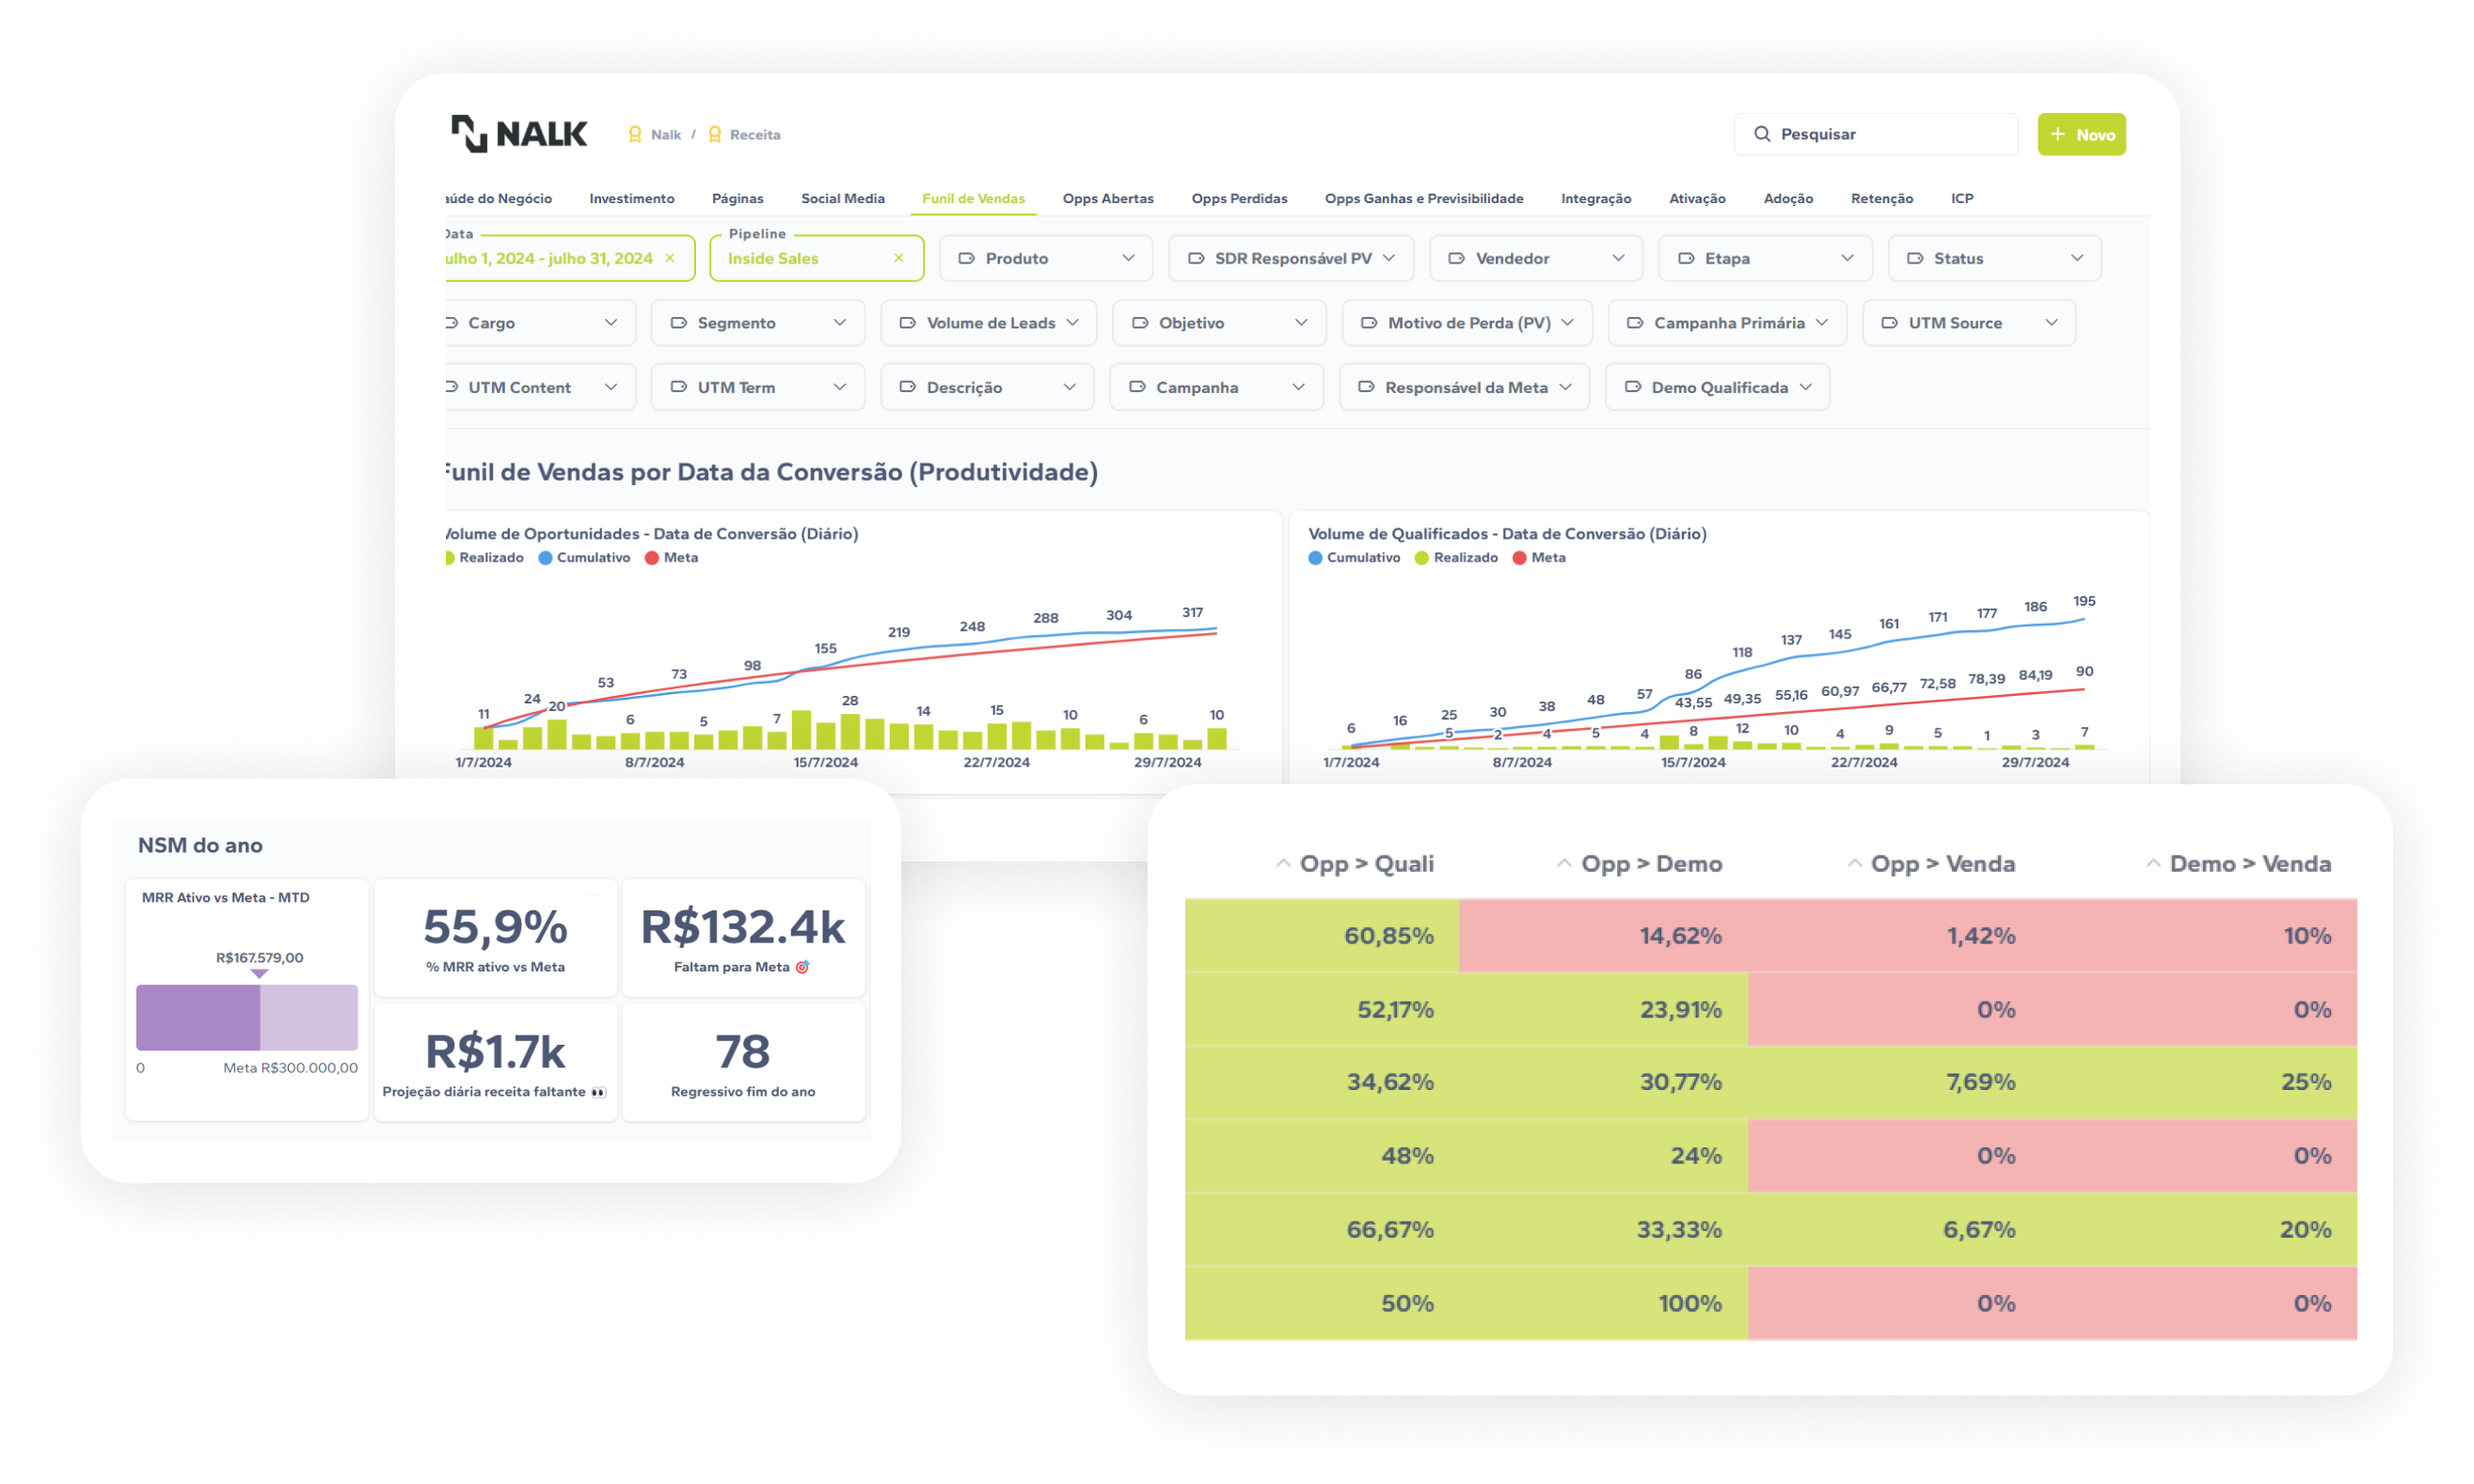 NALK
Nalk / Receita
Pesquisar
+ Novo
aúde do Negócio Investimento Páginas Social Media Funil de Vendas Opps Abertas Opps Perdidas Opps Ganhas e Previsibilidade Integração Ativação Adoção Retenção ICP
Data Pipeline
ulho 1, 2024 - julho 31, 2024 × Inside Sales × Produto SDR Responsável PV Vendedor Etapa Status
Cargo Segmento Volume de Leads Objetivo Motivo de Perda (PV) Campanha Primária UTM Source
UTM Content UTM Term Descrição Campanha Responsável da Meta Demo Qualificada
Funil de Vendas por Data da Conversão (Produtividade)
Volume de Oportunidades - Data de Conversão (Diário)
Realizado Cumulativo Meta
11 24 53 73 98 155 219 248 288 304 317
20 6 5 7 28 14 15 10 6 10
1/7/2024 8/7/2024 15/7/2024 22/7/2024 29/7/2024
Volume de Qualificados - Data de Conversão (Diário)
Cumulativo Realizado Meta
6 16 25 30 38 48 57 86 118 137 145 161 171 177 186 195
43,55 49,35 55,16 60,97 66,77 72,58 78,39 84,19 90
5 2 4 5 4 8 12 10 4 9 5 1 3 7
1/7/2024 8/7/2024 15/7/2024 22/7/2024 29/7/2024
NSM do ano
MRR Ativo vs Meta - MTD
R$167.579,00
0 Meta R$300.000,00
55,9%
% MRR ativo vs Meta
R$132.4k
Faltam para Meta 🎯
R$1.7k
Projeção diária receita faltante 👀
78
Regressivo fim do ano
Opp > Quali Opp > Demo Opp > Venda Demo > Venda
60,85% 14,62% 1,42% 10%
52,17% 23,91% 0% 0%
34,62% 30,77% 7,69% 25%
48% 24% 0% 0%
66,67% 33,33% 6,67% 20%
50% 100% 0% 0%